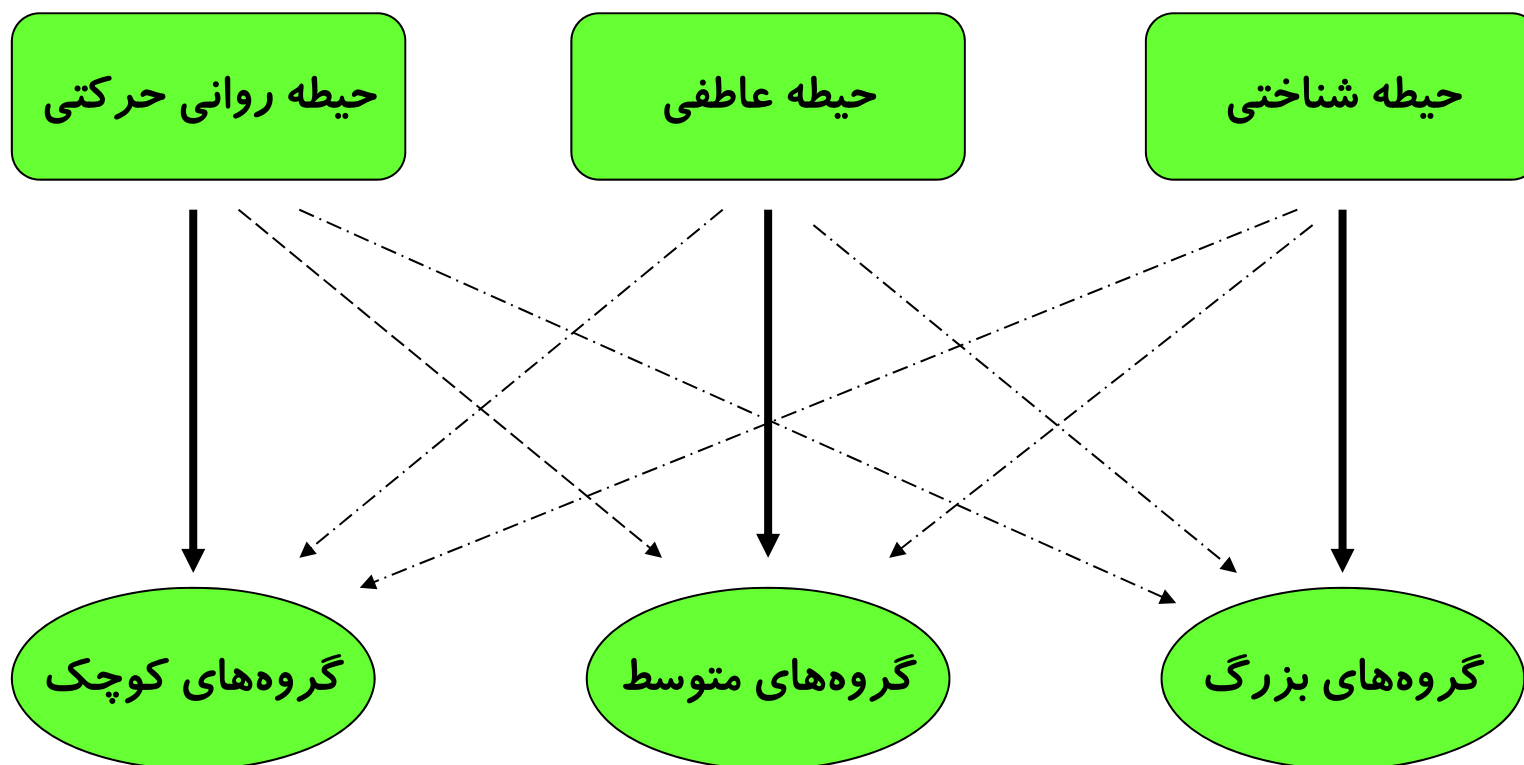 حیطه شناختی
حیطه عاطفی
حیطه روانی حرکتی
گروه‌های بزرگ
گروه‌های متوسط
گروه‌های کوچک